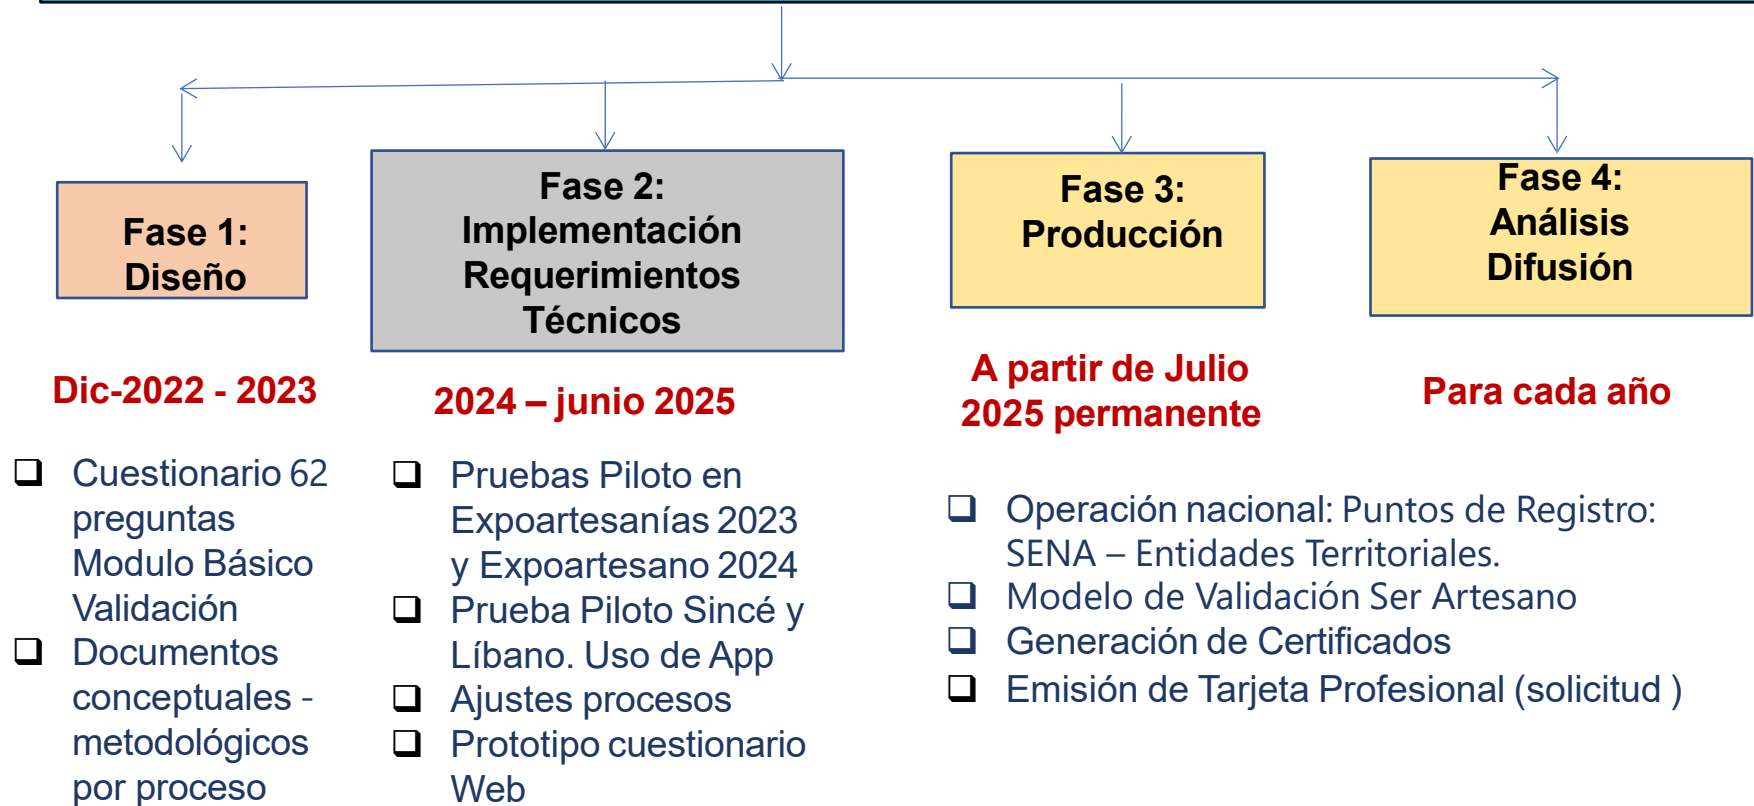 Fase 1:
Diseño
Dic-2022 - 2023
Cuestionario 62
preguntas
Modulo Básico
Validación
Documentos
conceptuales -
metodológicos
por proceso
Fase 2:
Implementación
Requerimientos
Técnicos
2024 – junio 2025
Pruebas Piloto en
Expoartesanías 2023
y Expoartesano 2024
Prueba Piloto Sincé y
Líbano. Uso de App
Ajustes procesos
Prototipo cuestionario
Web
Fase 3:
Producción
A partir de Julio
2025 permanente
Operación nacional: Puntos de Registro:
SENA – Entidades Territoriales.
Modelo de Validación Ser Artesano
Generación de Certificados
Emisión de Tarjeta Profesional (solicitud )
Fase 4:
Análisis
Difusión
Para cada año